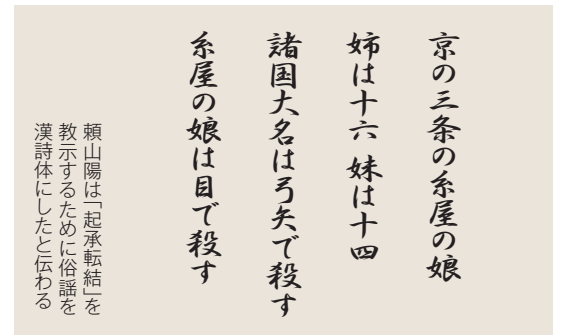 京の三条の糸屋の娘
姉は十六 妹は十四
諸国大名は弓矢で殺す
糸屋の娘は目で殺す
頼山陽は「起承転結」を
教示するために俗謡を
漢詩体にしたと伝わる